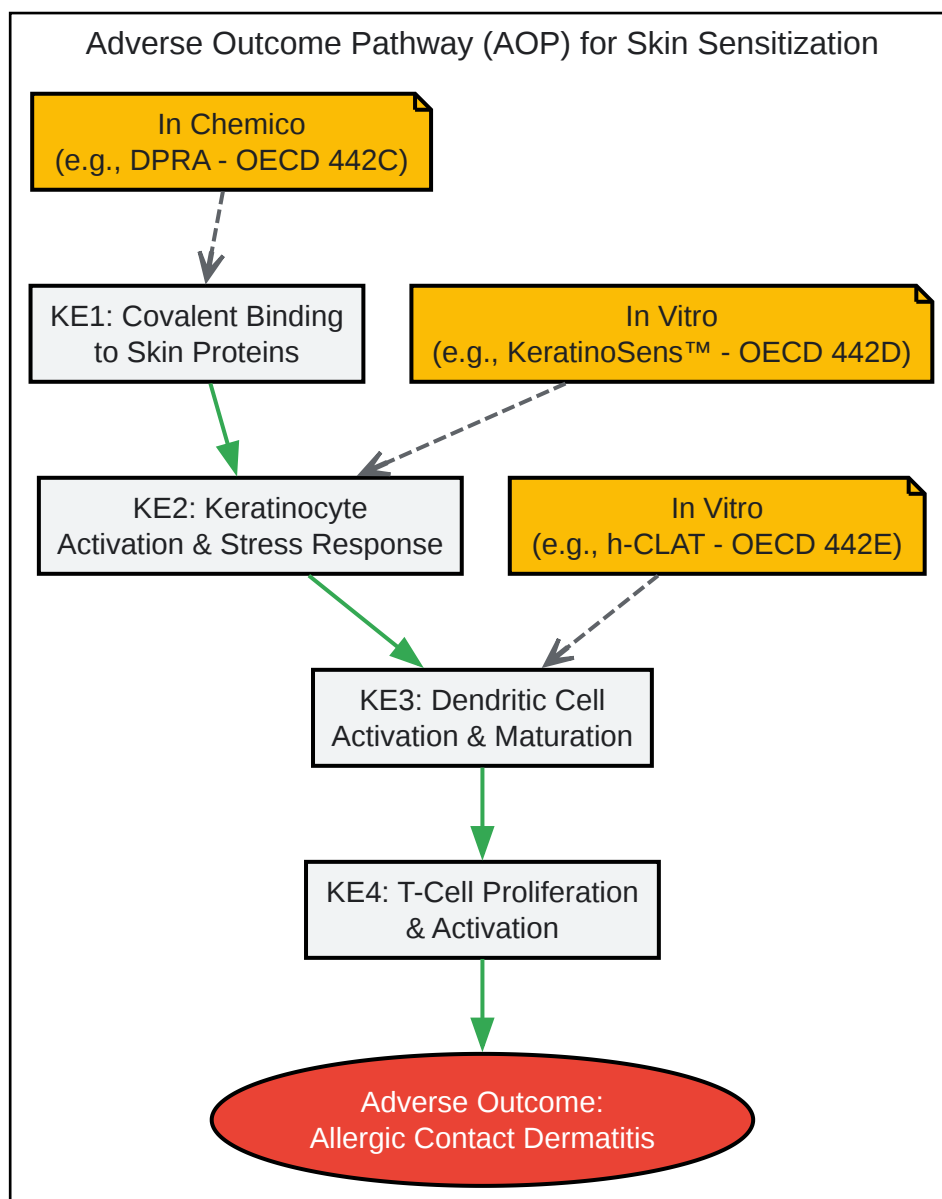 Adverse Outcome Pathway (AOP) for Skin Sensitization
In Chemico
(e.g., DPRA - OECD 442C)
KE1: Covalent Binding
to Skin Proteins
In Vitro
(e.g., KeratinoSens™ - OECD 442D)
KE2: Keratinocyte
Activation & Stress Response
In Vitro
(e.g., h-CLAT - OECD 442E)
KE3: Dendritic Cell
Activation & Maturation
KE4: T-Cell Proliferation
& Activation
Adverse Outcome:
Allergic Contact Dermatitis